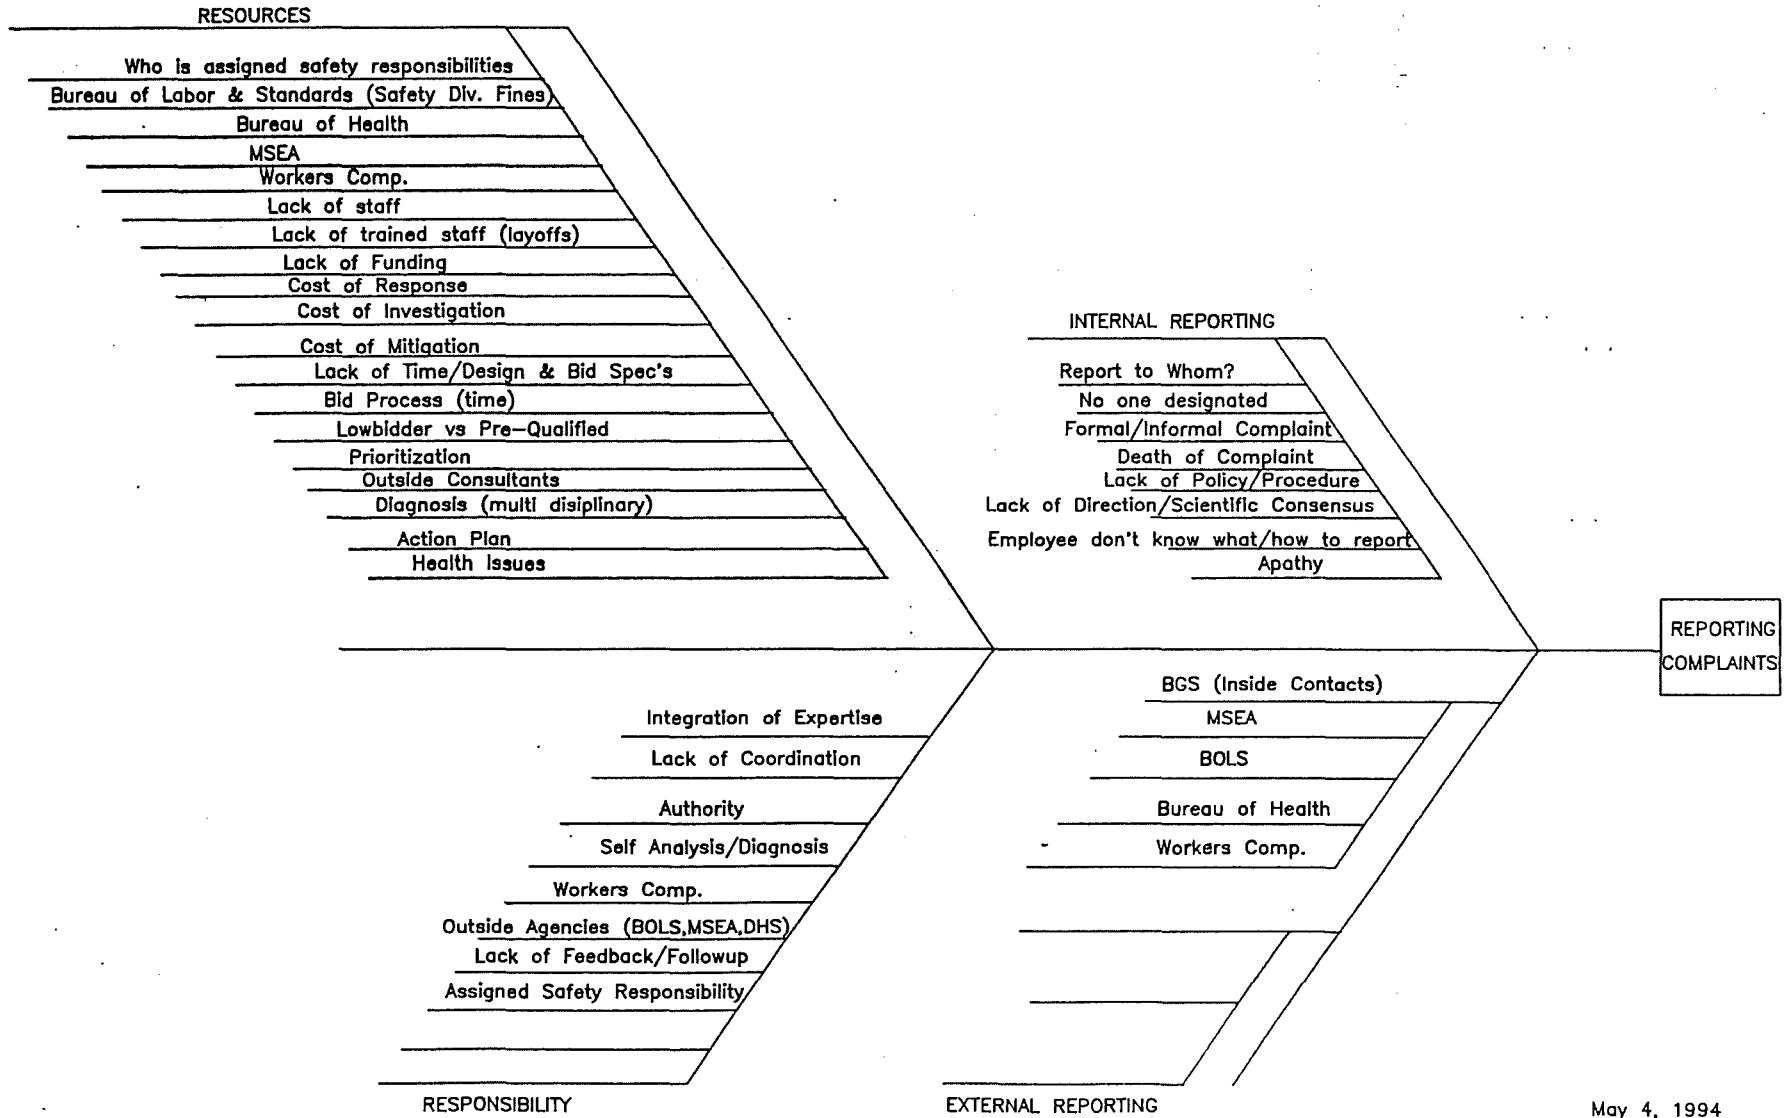 RESOURCES
Who is assigned safety responsibilities
Bureau of Labor & Standards (Safety Div. Fines)
Bureau of Health
MSEA
Workers Comp.
Lack of staff
Lack of trained staff (layoffs)
Lack of Funding
Cost of Response
Cost of Investigation
Cost of Mitigation
Lack of Time/Design & Bid Spec's
Bid Process (time)
Lowbidder vs Pre-Qualified
Prioritization
Outside Consultants
Diagnosis (multi disiplinary)
Action Plan
Health Issues
INTERNAL REPORTING
Report to Whom?
No one designated
Formal/Informal Complaint
Death of Complaint
Lack of Policy/Procedure
Lack of Direction/Scientific Consensus
Employee don't know what/how to report
Apathy
REPORTING
COMPLAINTS
Integration of Expertise
Lack of Coordination
Authority
Self Analysis/Diagnosis
Workers Comp.
Outside Agencies (BOLS,MSEA,DHS)
Lack of Feedback/Followup
Assigned Safety Responsibility
RESPONSIBILITY
BGS (Inside Contacts)
MSEA
BOLS
Bureau of Health
Workers Comp.
EXTERNAL REPORTING
May 4, 1994